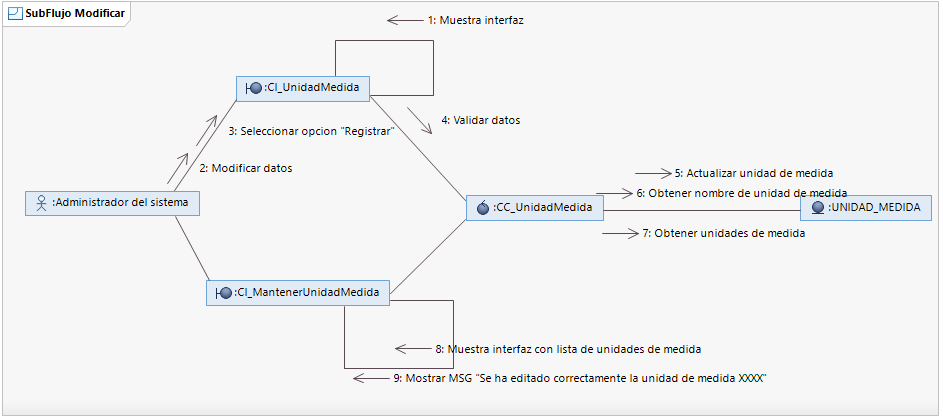 SubFlujo Modificar
1: Muestra interfaz
:CI_UnidadMedida
4: Validar datos
3: Seleccionar opcion "Registrar"
2: Modificar datos
5: Actualizar unidad de medida
6: Obtener nombre de unidad de medida
:Administrador del sistema
:CC_UnidadMedida
:UNIDAD_MEDIDA
7: Obtener unidades de medida
:CI_MantenerUnidadMedida
8: Muestra interfaz con lista de unidades de medida
9: Mostrar MSG "Se ha editado correctamente la unidad de medida XXXX"